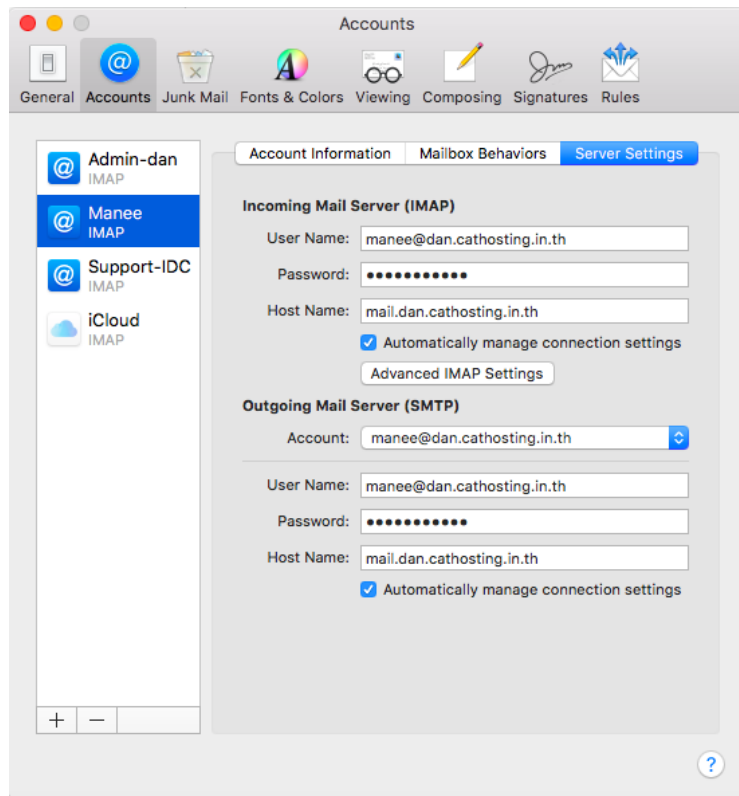 Accounts
General Accounts Junk Mail Fonts & Colors Viewing Composing Signatures Rules
Admin-dan
IMAP
Manee
IMAP
Support-IDC
IMAP
iCloud
IMAP
Account Information Mailbox Behaviors Server Settings
Incoming Mail Server (IMAP)
User Name: manee@dan.cathosting.in.th
Password: ●●●●●●●●●●●
Host Name: mail.dan.cathosting.in.th
Automatically manage connection settings
Advanced IMAP Settings
Outgoing Mail Server (SMTP)
Account: manee@dan.cathosting.in.th
User Name: manee@dan.cathosting.in.th
Password: ●●●●●●●●●●●
Host Name: mail.dan.cathosting.in.th
Automatically manage connection settings
+ −
?